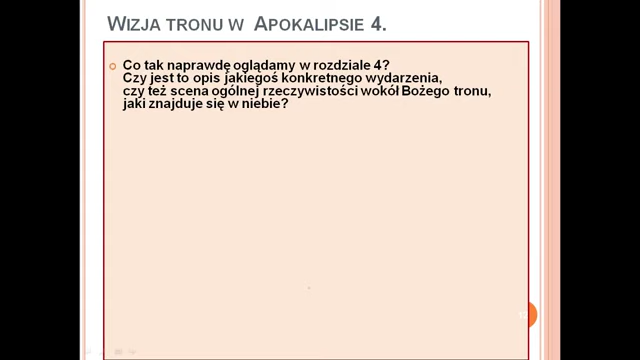 WIZJA TRONU W APOKALIPSIE 4.
Co tak naprawdę oglądamy w rozdziale 4?
Czy jest to opis jakiegoś konkretnego wydarzenia,
czy też scena ogólnej rzeczywistości wokół Bożego tronu,
jaki znajduje się w niebie?